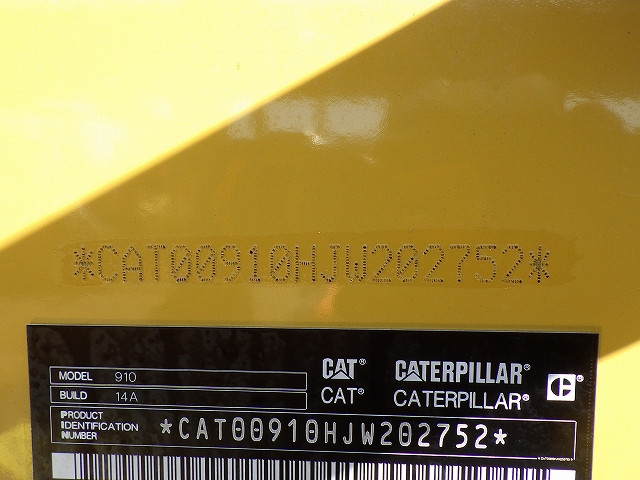 *CAT00910HJW202752*
MODEL 910
BUILD 14A
CAT® CATERPILLAR®
CAT® CATERPILLAR®
PRODUCT
IDENTIFICATION
NUMBER
*CAT00910HJW202752*